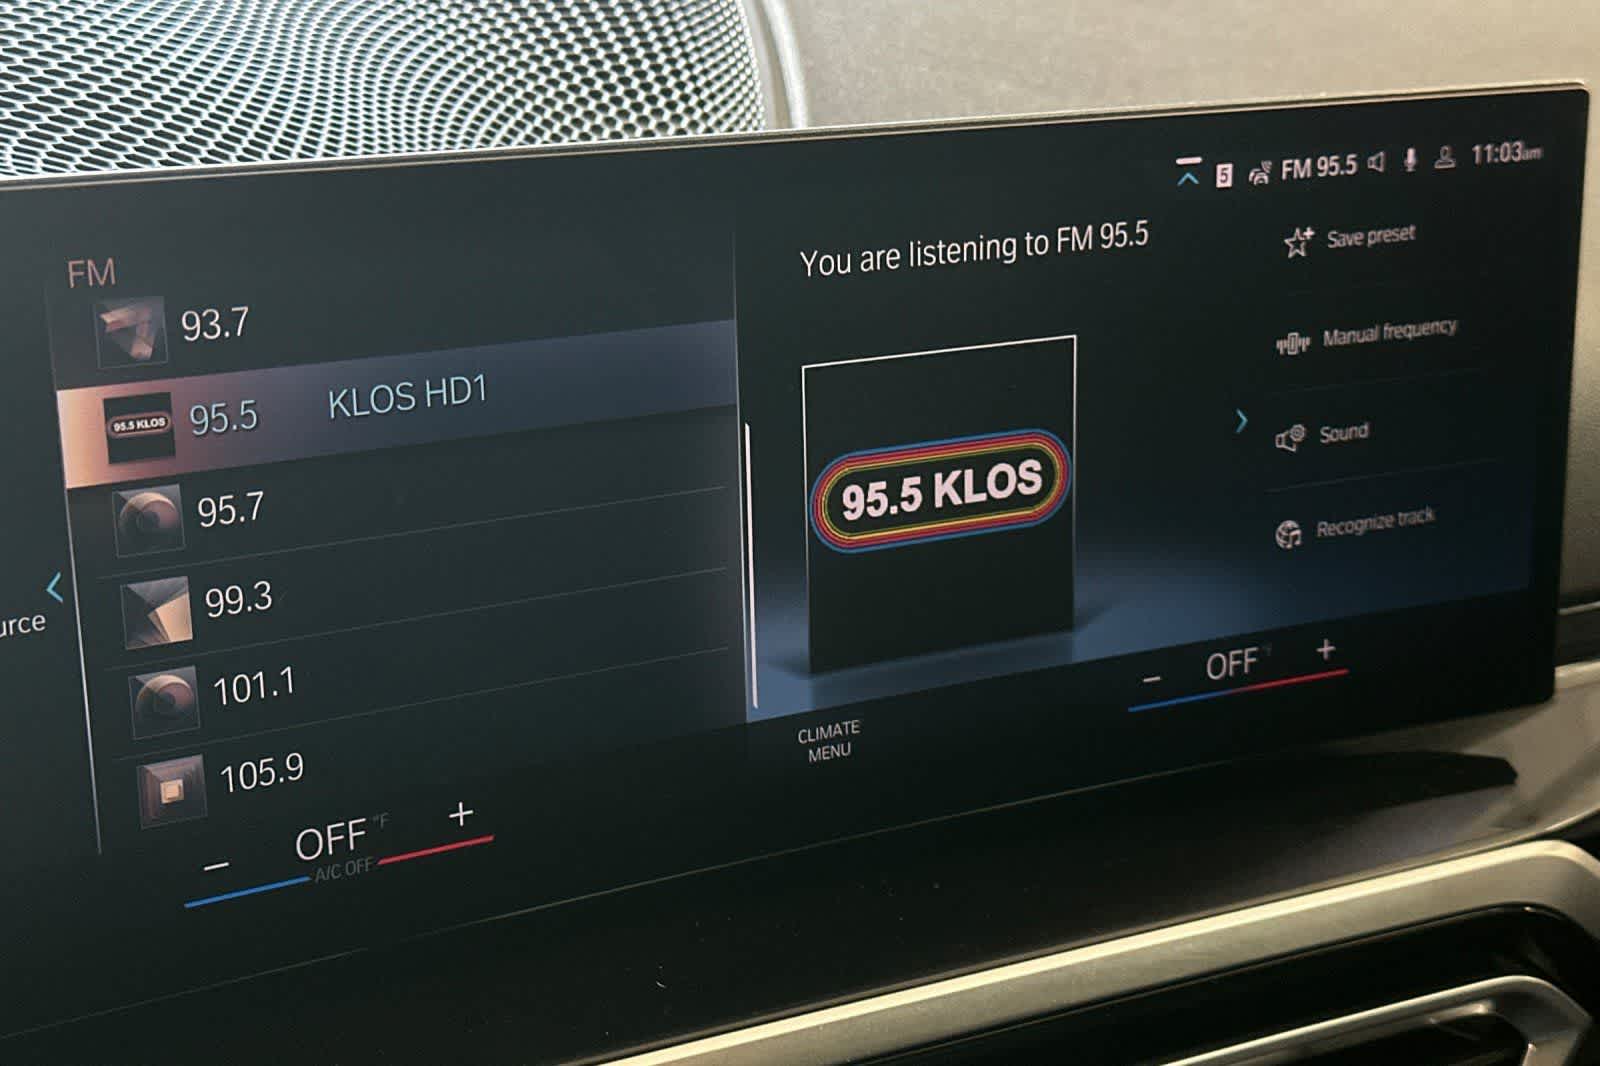 5 FM 95.5 11:03am
FM
93.7
95.5 KLOS 95.5 KLOS HD1
95.7
99.3
101.1
105.9
urce
You are listening to FM 95.5
95.5 KLOS
Save preset
Manual frequency
Sound
Recognize track
- OFF °F +
A/C OFF
CLIMATE
MENU
- OFF °F +